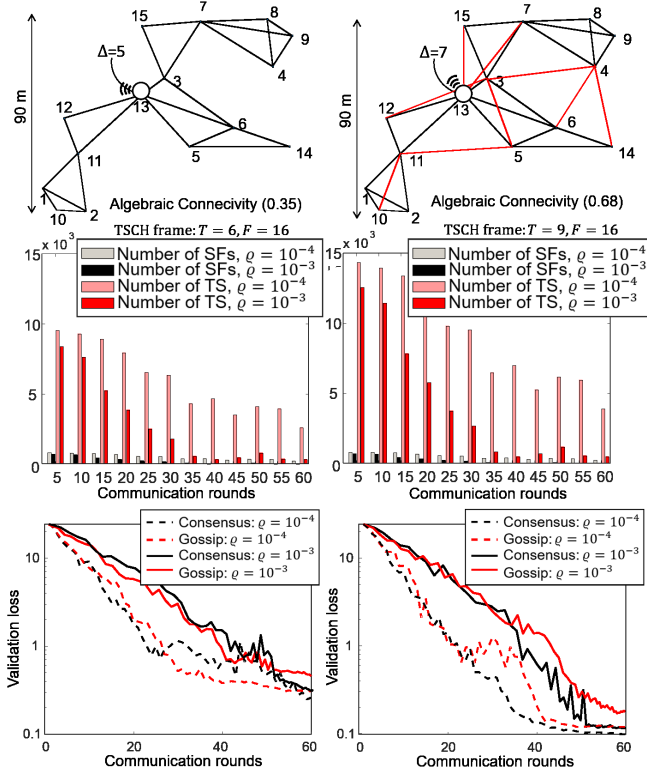 15
7
8
9
4
Δ=5
3
13
12
6
5
14
11
1
10
2
90 m
Algebraic Connecivity (0.35)
TSCH frame: T = 6, F = 16
15
7
8
9
4
Δ=7
3
13
12
6
5
14
11
1
10
2
90 m
Algebraic Connecivity (0.68)
TSCH frame: T = 9, F = 16
15 x 10³
Number of SFs, ϱ = 10⁻⁴
Number of SFs, ϱ = 10⁻³
Number of TS, ϱ = 10⁻⁴
Number of TS, ϱ = 10⁻³
10
5
0
5 10 15 20 25 30 35 40 45 50 55 60
Communication rounds
15 x 10³
Number of SFs, ϱ = 10⁻⁴
Number of SFs, ϱ = 10⁻³
Number of TS, ϱ = 10⁻⁴
Number of TS, ϱ = 10⁻³
10
5
0
5 10 15 20 25 30 35 40 45 50 55 60
Communication rounds
Consensus: ϱ = 10⁻⁴
Gossip: ϱ = 10⁻⁴
Consensus: ϱ = 10⁻³
Gossip: ϱ = 10⁻³
10
1
0.1
Validation loss
0 20 40 60
Communication rounds
Consensus: ϱ = 10⁻⁴
Gossip: ϱ = 10⁻⁴
Consensus: ϱ = 10⁻³
Gossip: ϱ = 10⁻³
10
1
0.1
Validation loss
0 20 40 60
Communication rounds